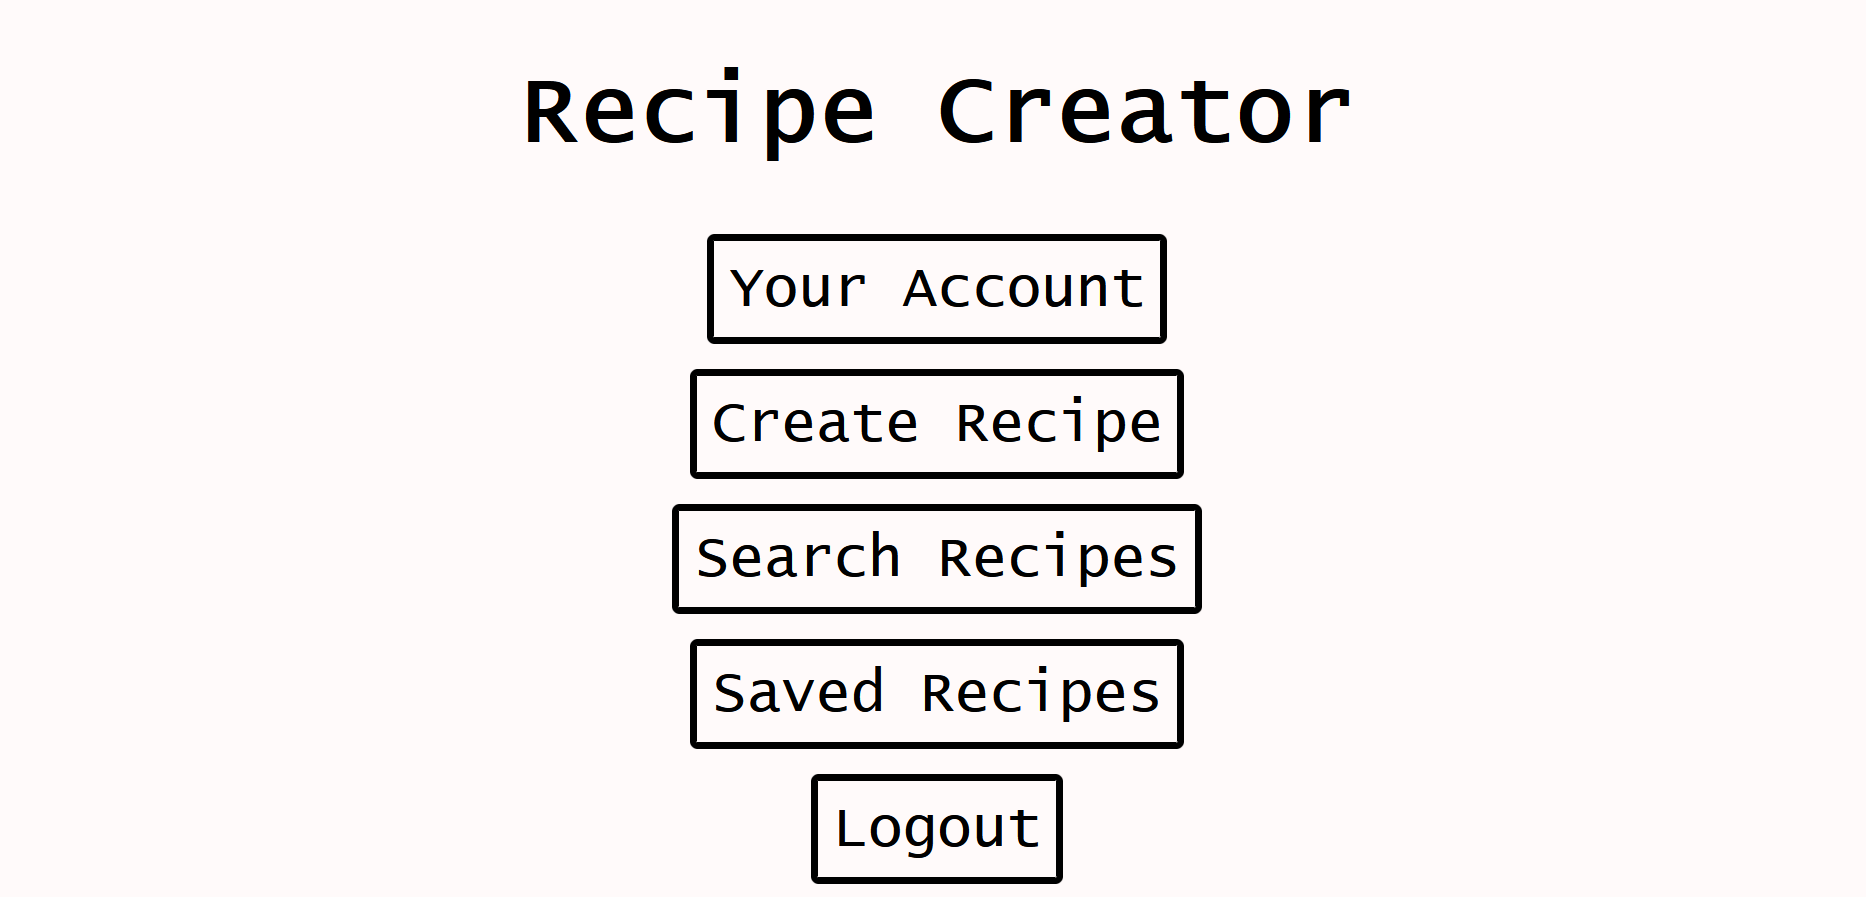 Recipe Creator
Your Account
Create Recipe
Search Recipes
Saved Recipes
Logout